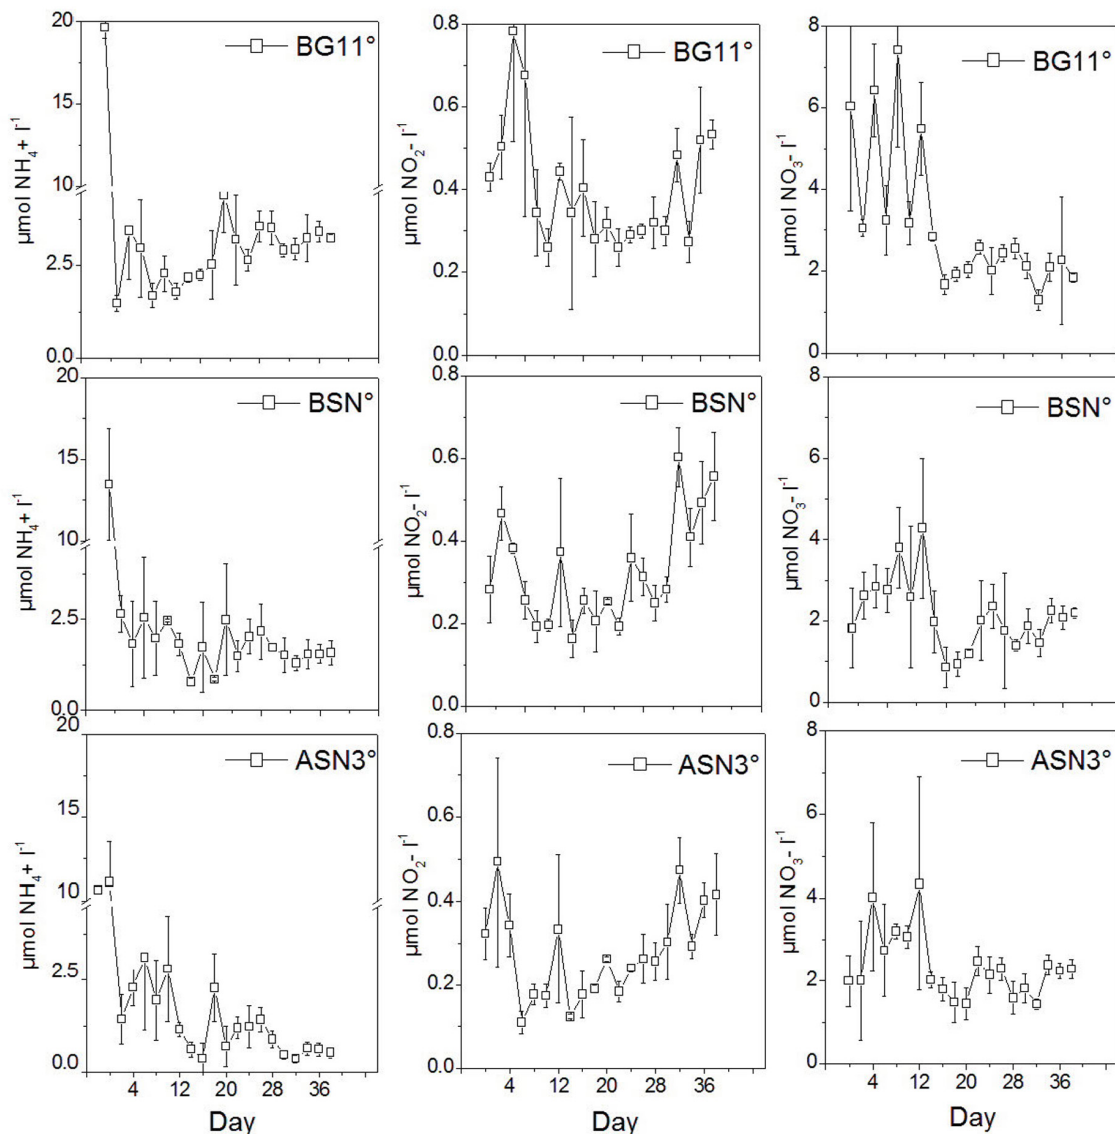 20
15
10
2.5
0.0
μmol NH₄+ l⁻¹
BG11°
0.8
0.6
0.4
0.2
0.0
μmol NO₂- l⁻¹
BG11°
8
6
4
2
0
μmol NO₃- l⁻¹
BG11°
20
15
10
2.5
0.0
μmol NH₄+ l⁻¹
BSN°
0.8
0.6
0.4
0.2
0.0
μmol NO₂- l⁻¹
BSN°
8
6
4
2
0
μmol NO₃- l⁻¹
BSN°
20
15
10
2.5
0.0
μmol NH₄+ l⁻¹
ASN3°
4 12 20 28 36
Day
0.8
0.6
0.4
0.2
0.0
μmol NO₂- l⁻¹
ASN3°
4 12 20 28 36
Day
8
6
4
2
0
μmol NO₃- l⁻¹
ASN3°
4 12 20 28 36
Day